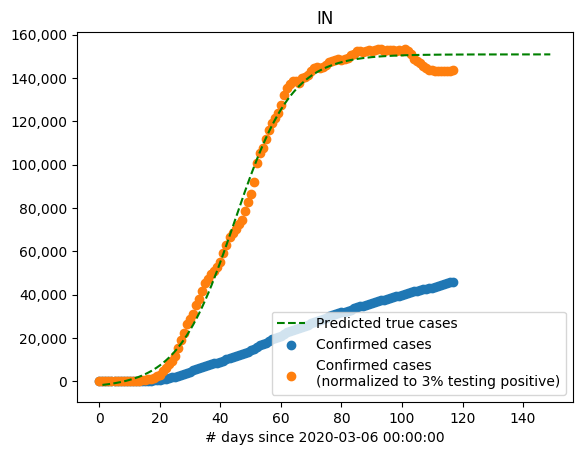 IN
160,000
140,000
120,000
100,000
80,000
60,000
40,000
20,000
0
Predicted true cases
Confirmed cases
Confirmed cases
(normalized to 3% testing positive)
0 20 40 60 80 100 120 140
# days since 2020-03-06 00:00:00